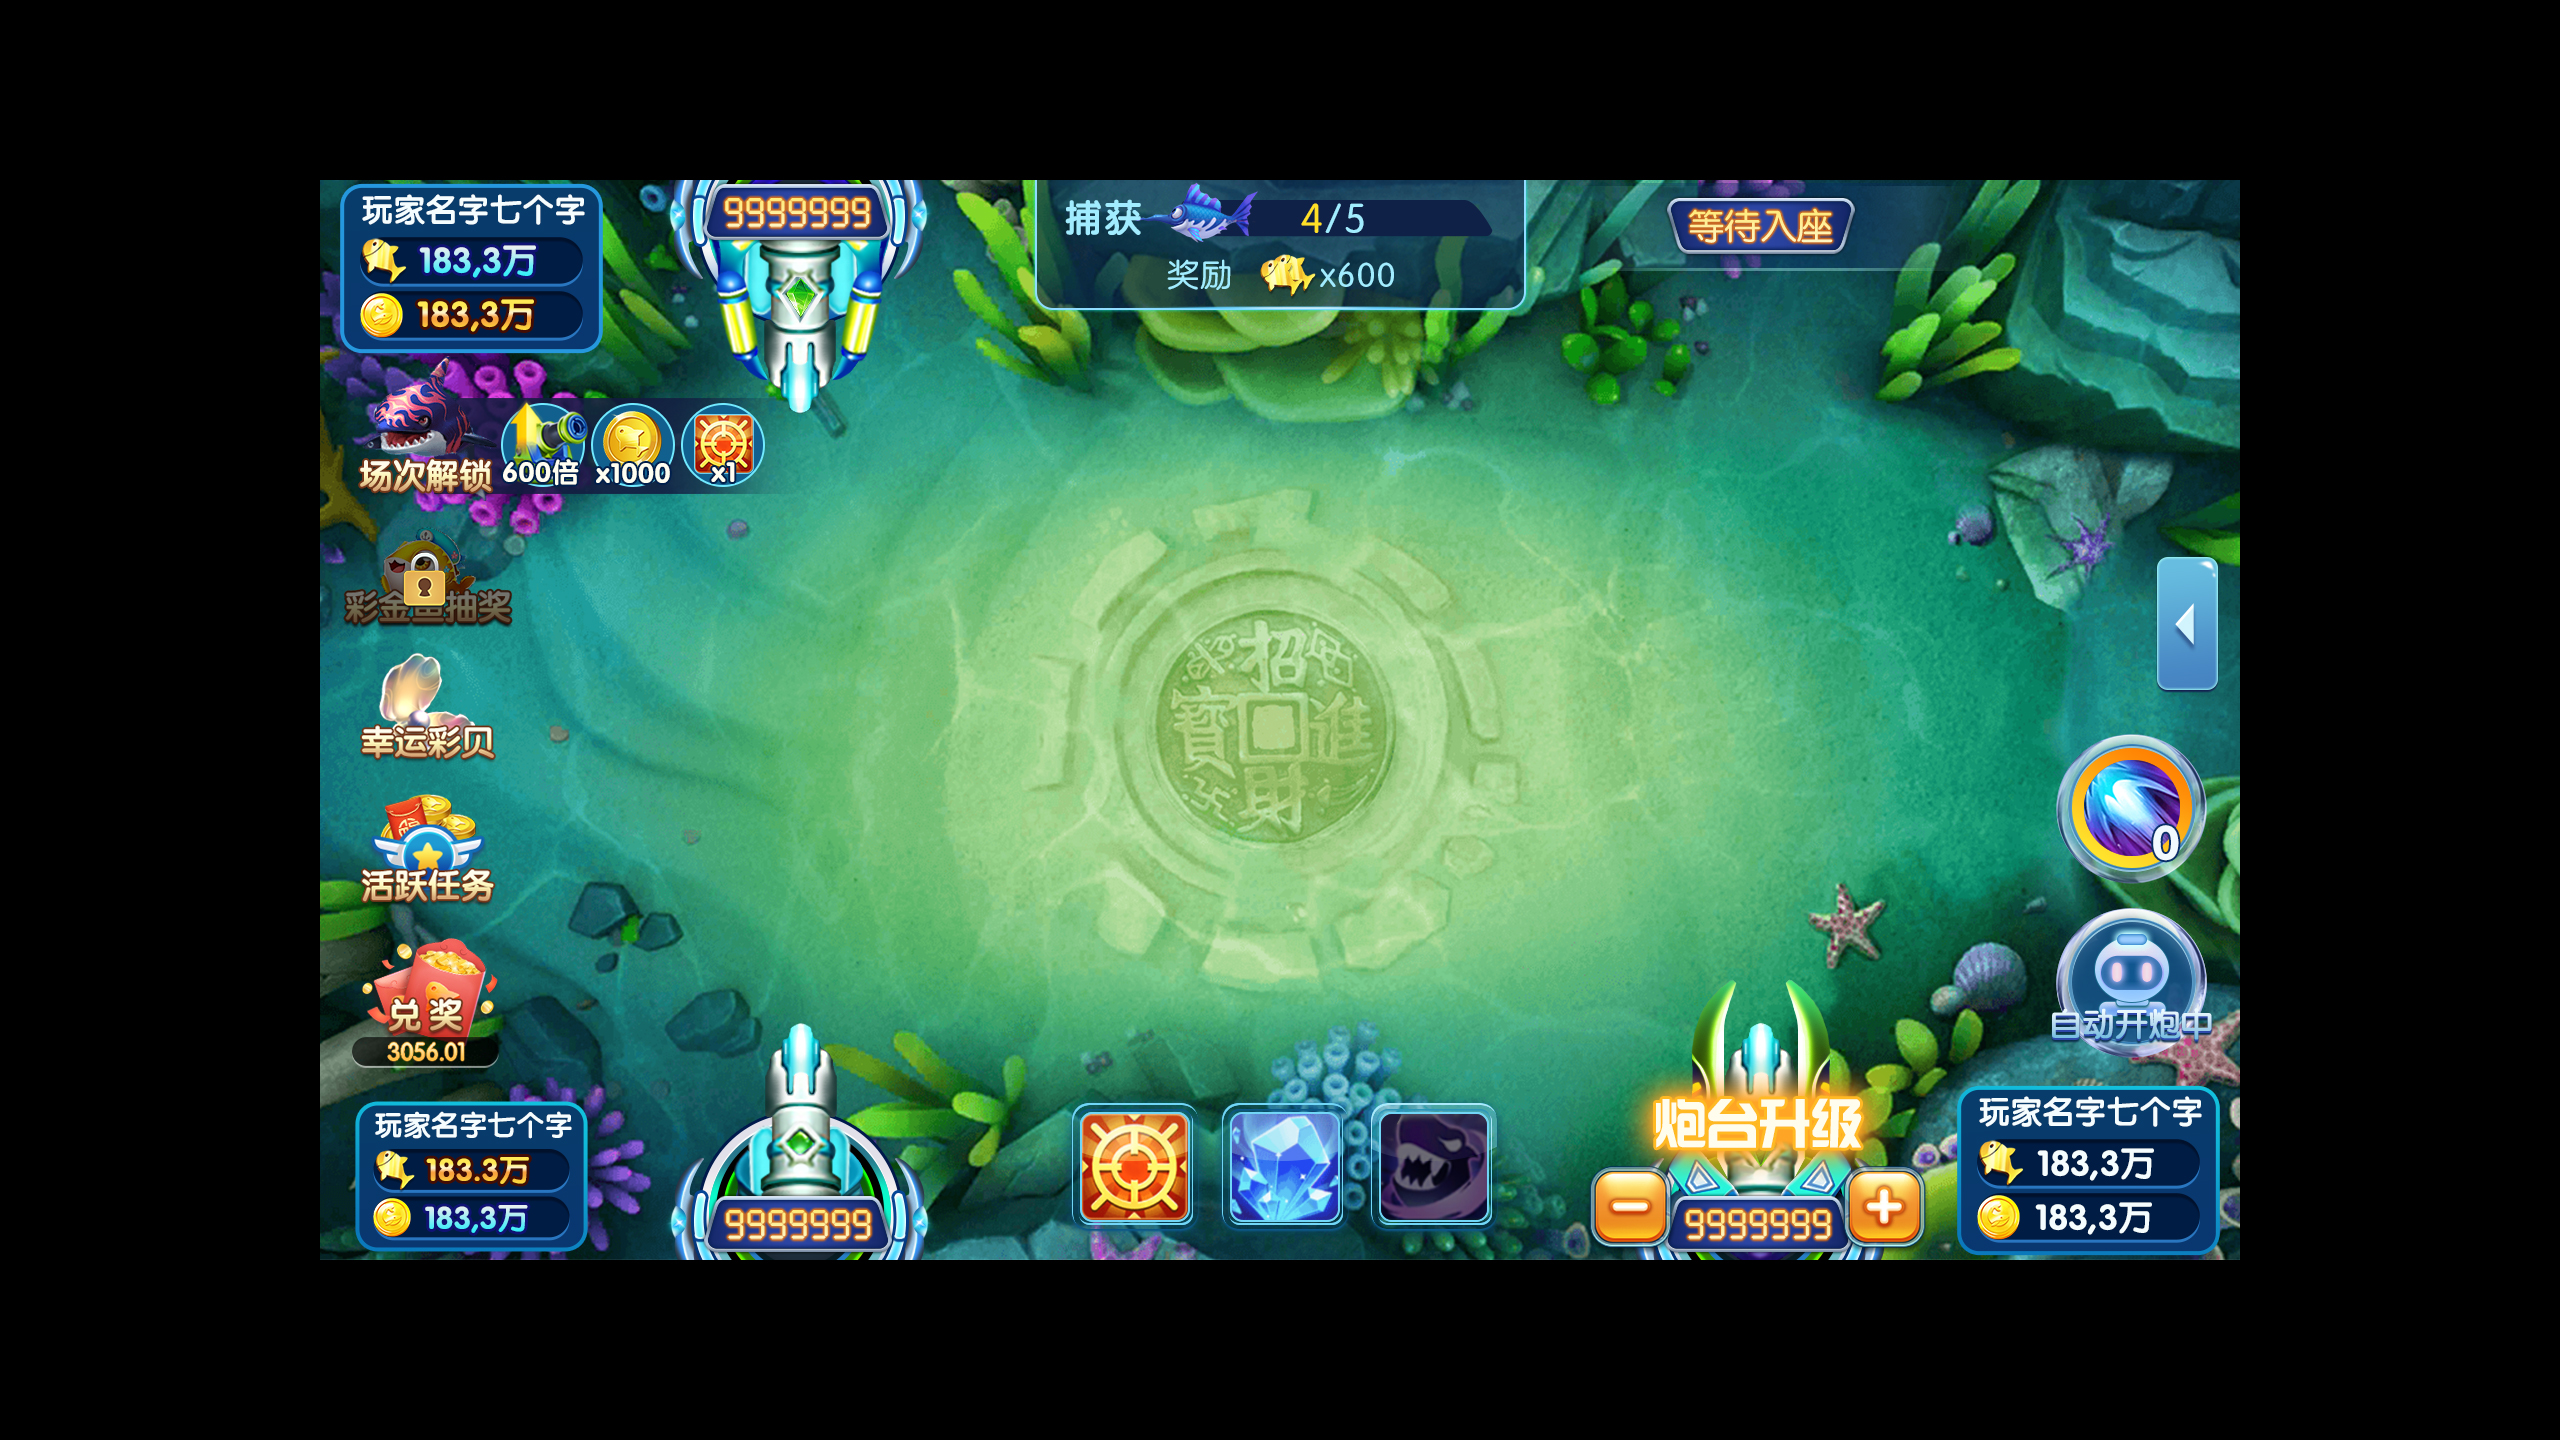 玩家名字七个字
183,3万
183,3万
9999999
捕获 4/5
奖励 x600
等待入座
场次解锁 600倍 x1000 x1
彩金鱼抽奖
幸运彩贝
活跃任务
兑奖
3056.01
招
寶 進
財
0
自动开炮中
玩家名字七个字
183.3万
183,3万
9999999
炮台升级
9999999
玩家名字七个字
183,3万
183,3万